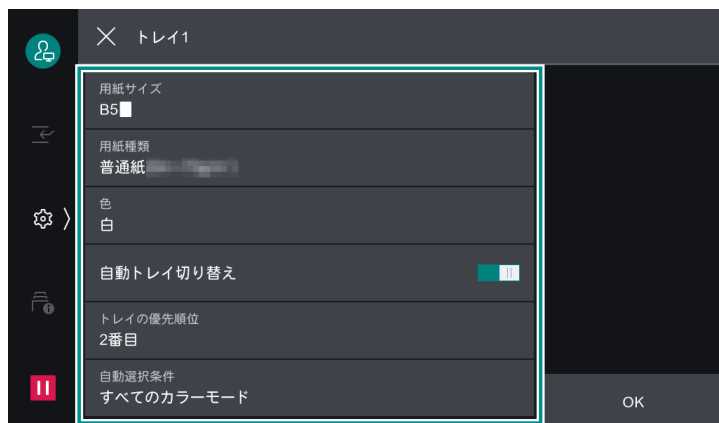 トレイ1
用紙サイズ
B5
用紙種類
普通紙
色
白
自動トレイ切り替え
トレイの優先順位
2番目
自動選択条件
すべてのカラーモード
OK